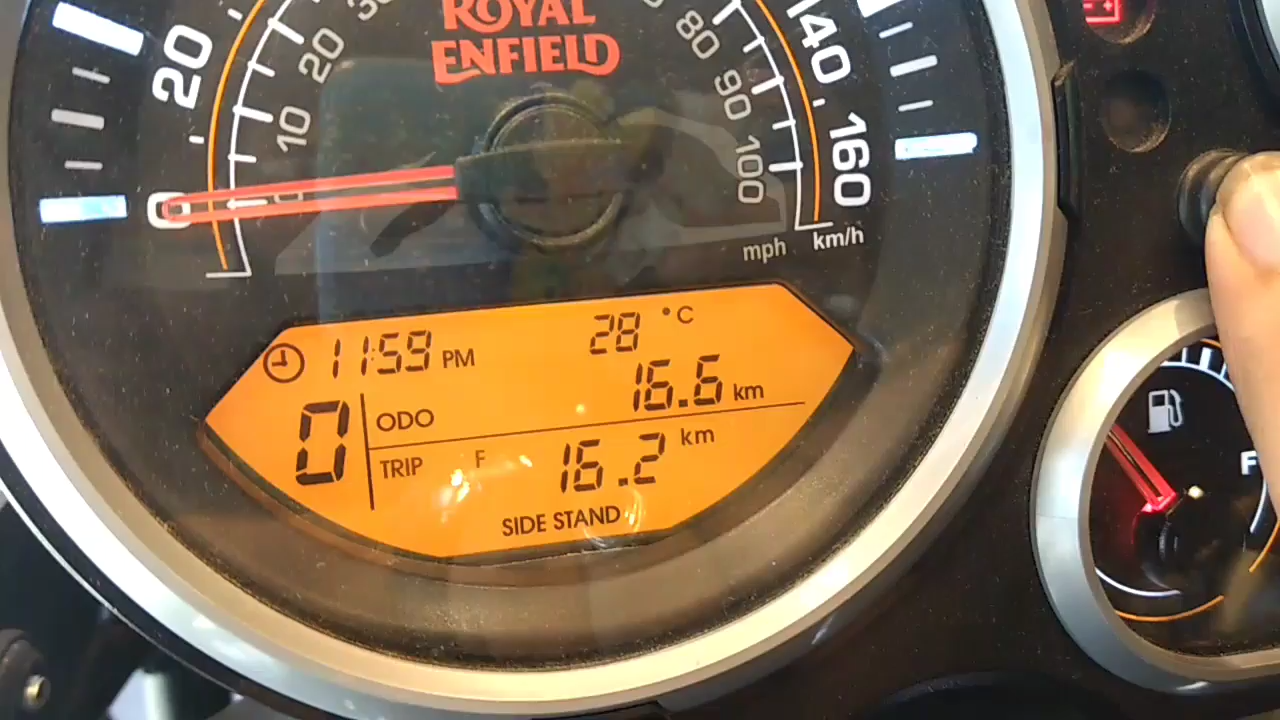 ROYAL
ENFIELD
0
20
140
160
0
10
20
30
80
90
100
mph
km/h
11:59 PM
28 °C
0
ODO
16.6 km
TRIP F
16.2 km
SIDE STAND
F